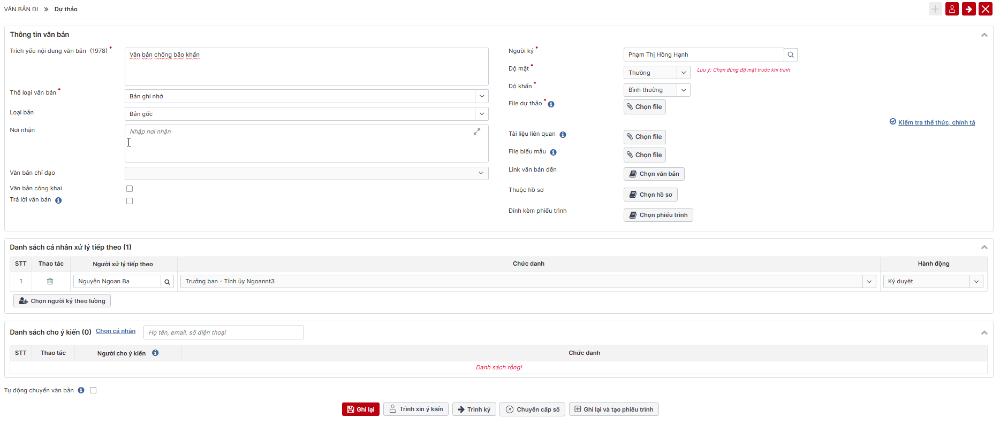 VĂN BẢN ĐI » Dự thảo
Thông tin văn bản
Trích yếu nội dung văn bản (1978) *
Văn bản chống bão khẩn
Thể loại văn bản *
Bản ghi nhớ
Loại bản
Bản gốc
Nơi nhận
Nhập nơi nhận
Văn bản chỉ đạo
Văn bản công khai
Trả lời văn bản
Người ký *
Phạm Thị Hồng Hạnh
Độ mật *
Thường
Lưu ý: Chọn đúng độ mật trước khi trình
Độ khẩn *
Bình thường
File dự thảo *
Chọn file
Kiểm tra thể thức, chính tả
Tài liệu liên quan
Chọn file
File biểu mẫu
Chọn file
Link văn bản đến
Chọn văn bản
Thuộc hồ sơ
Chọn hồ sơ
Đính kèm phiếu trình
Chọn phiếu trình
Danh sách cá nhân xử lý tiếp theo (1)
STT Thao tác Người xử lý tiếp theo Chức danh Hành động
1 Nguyễn Ngoan Ba Trưởng ban - Tỉnh ủy Ngoannt3 Ký duyệt
Chọn người ký theo luồng
Danh sách cho ý kiến (0) Chọn cá nhân Họ tên, email, số điện thoại
STT Thao tác Người cho ý kiến Chức danh
Danh sách rỗng!
Tự động chuyển văn bản
Ghi lại Trình xin ý kiến Trình ký Chuyển cấp số Ghi lại và tạo phiếu trình